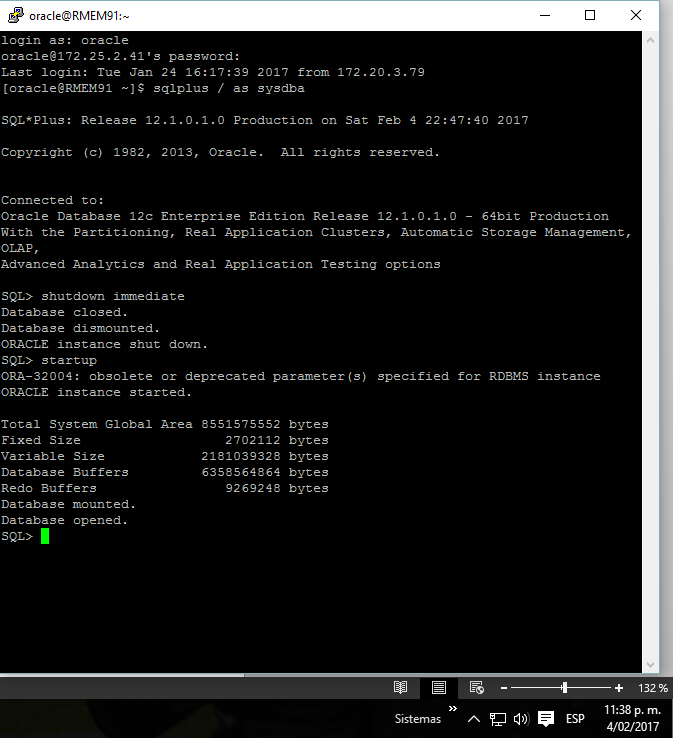 oracle@RMEM91:~
login as: oracle
oracle@172.25.2.41's password:
Last login: Tue Jan 24 16:17:39 2017 from 172.20.3.79
[oracle@RMEM91 ~]$ sqlplus / as sysdba
SQL*Plus: Release 12.1.0.1.0 Production on Sat Feb 4 22:47:40 2017
Copyright (c) 1982, 2013, Oracle.  All rights reserved.
Connected to:
Oracle Database 12c Enterprise Edition Release 12.1.0.1.0 - 64bit Production
With the Partitioning, Real Application Clusters, Automatic Storage Management,
OLAP,
Advanced Analytics and Real Application Testing options
SQL> shutdown immediate
Database closed.
Database dismounted.
ORACLE instance shut down.
SQL> startup
ORA-32004: obsolete or deprecated parameter(s) specified for RDBMS instance
ORACLE instance started.
Total System Global Area 8551575552 bytes
Fixed Size                  2702112 bytes
Variable Size            2181039328 bytes
Database Buffers         6358564864 bytes
Redo Buffers                9269248 bytes
Database mounted.
Database opened.
SQL>
132 %
Sistemas
ESP
11:38 p. m.
4/02/2017